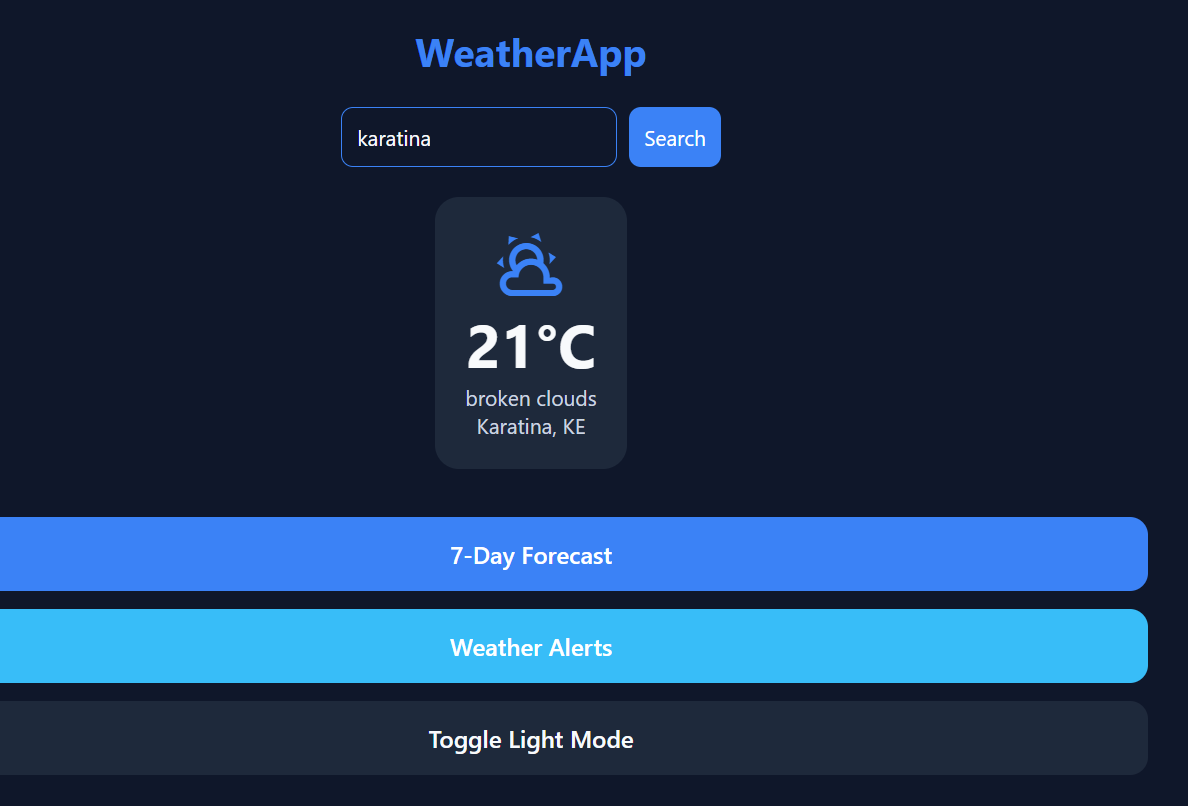 WeatherApp
karatina
Search
21°C
broken clouds
Karatina, KE
7-Day Forecast
Weather Alerts
Toggle Light Mode